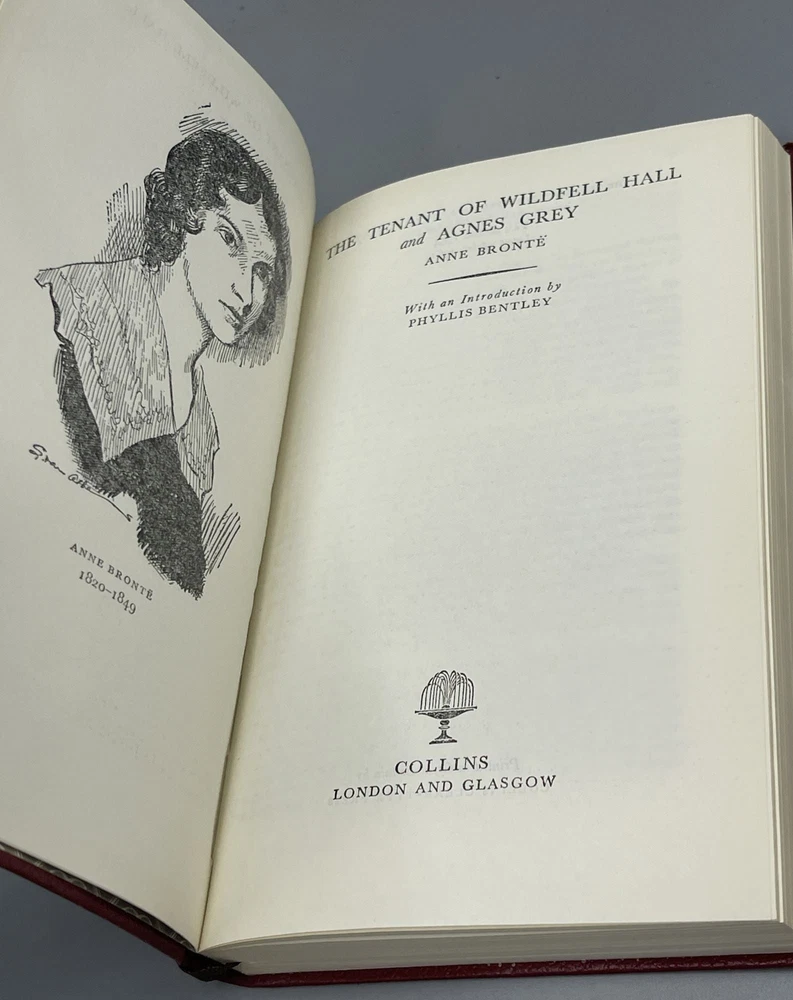 ANNE BRONTË
1820–1849
THE TENANT OF WILDFELL HALL
and AGNES GREY
ANNE BRONTË
With an Introduction by
PHYLLIS BENTLEY
COLLINS
LONDON AND GLASGOW